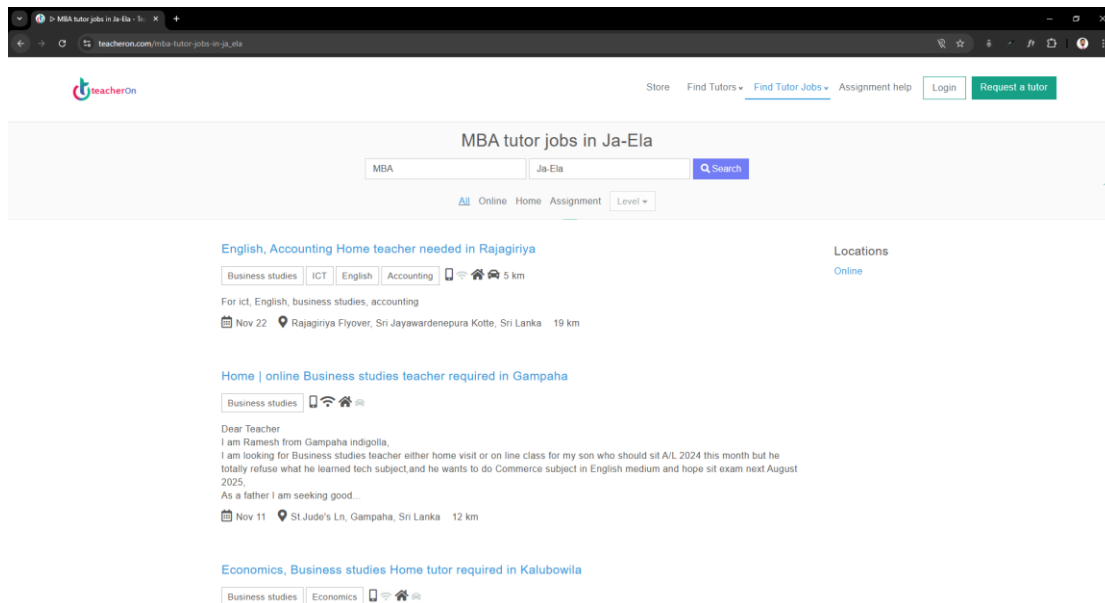 MBA tutor jobs in Ja-Ela - Te
teacheron.com/mba-tutor-jobs-in-ja_ela
teacherOn
Store Find Tutors Find Tutor Jobs Assignment help Login Request a tutor
MBA tutor jobs in Ja-Ela
MBA Ja-Ela Search
All Online Home Assignment Level
English, Accounting Home teacher needed in Rajagiriya
Locations
Business studies ICT English Accounting 5 km
Online
For ict, English, business studies, accounting
Nov 22 Rajagiriya Flyover, Sri Jayawardenepura Kotte, Sri Lanka 19 km
Home | online Business studies teacher required in Gampaha
Business studies
Dear Teacher
I am Ramesh from Gampaha indigolla,
I am looking for Business studies teacher either home visit or on line class for my son who should sit A/L 2024 this month but he
totally refuse what he learned tech subject,and he wants to do Commerce subject in English medium and hope sit exam next August
2025,
As a father I am seeking good...
Nov 11 St.Jude's Ln, Gampaha, Sri Lanka 12 km
Economics, Business studies Home tutor required in Kalubowila
Business studies Economics